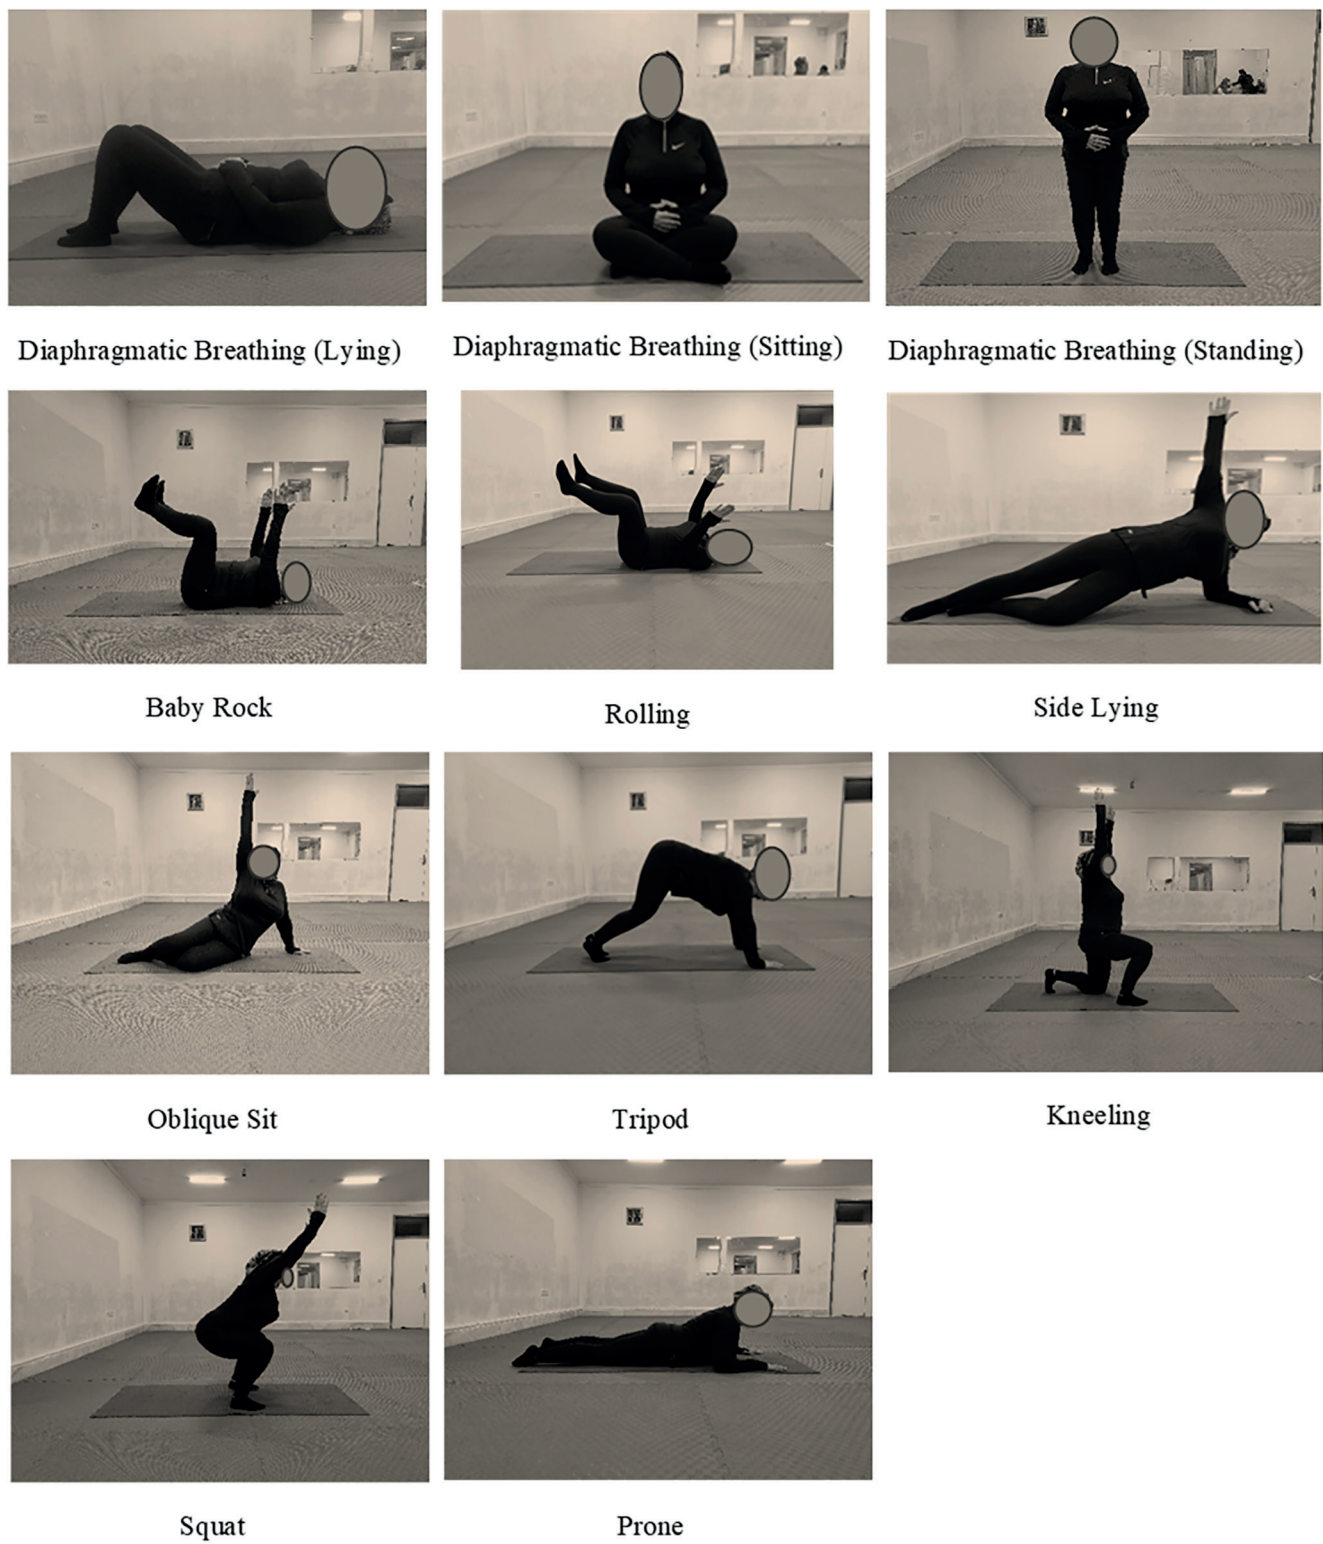 Diaphragmatic Breathing (Lying)
Diaphragmatic Breathing (Sitting)
Diaphragmatic Breathing (Standing)
Baby Rock
Rolling
Side Lying
Oblique Sit
Tripod
Kneeling
Squat
Prone